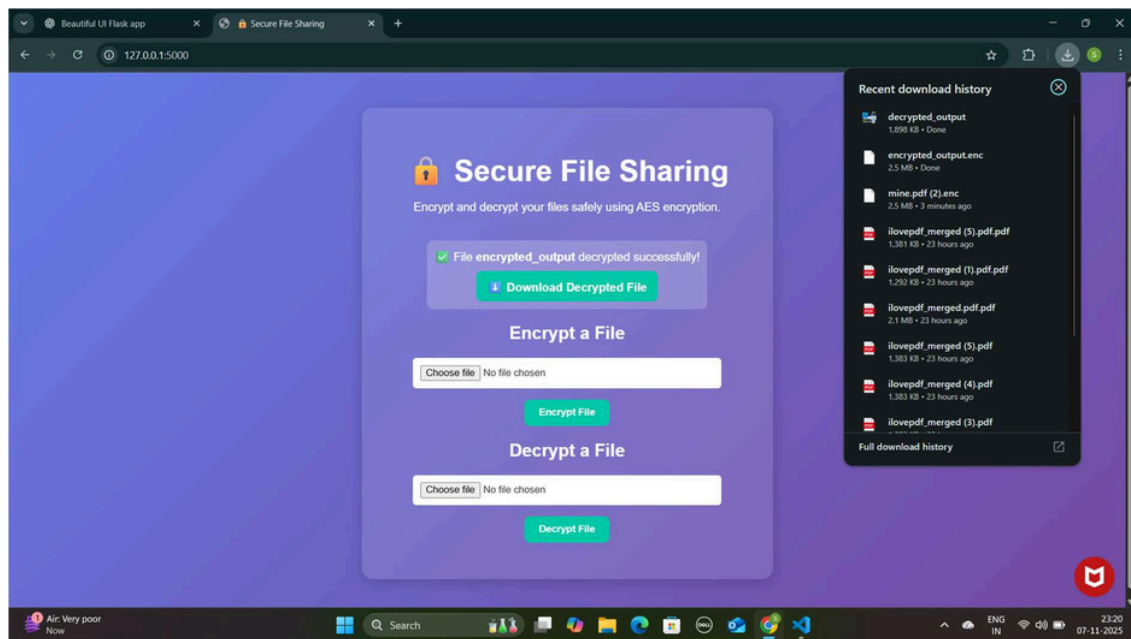 Beautiful UI Flask app
Secure File Sharing
127.0.0.1:5000
S
Recent download history
decrypted_output
1,898 KB • Done
encrypted_output.enc
2.5 MB • Done
mine.pdf (2).enc
2.5 MB • 3 minutes ago
ilovepdf_merged (5).pdf.pdf
1,381 KB • 23 hours ago
ilovepdf_merged (1).pdf.pdf
1,292 KB • 23 hours ago
ilovepdf_merged.pdf.pdf
2.1 MB • 23 hours ago
ilovepdf_merged (5).pdf
1,383 KB • 23 hours ago
ilovepdf_merged (4).pdf
1,383 KB • 23 hours ago
ilovepdf_merged (3).pdf
Full download history
Secure File Sharing
Encrypt and decrypt your files safely using AES encryption.
✅ File encrypted_output decrypted successfully!
⬇ Download Decrypted File
Encrypt a File
Choose file No file chosen
Encrypt File
Decrypt a File
Choose file No file chosen
Decrypt File
1
Air: Very poor
Now
Search
DELL
ENG
IN
23:20
07-11-2025